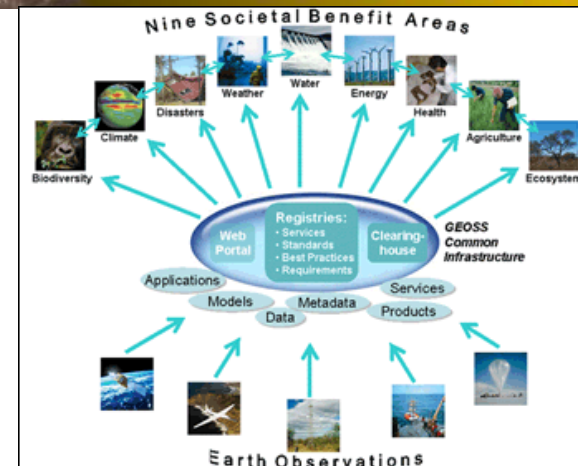 Nine Societal Benefit Areas
Water
Weather
Energy
Disasters
Health
Climate
Agriculture
Biodiversity
Ecosystem
Registries:
• Services
• Standards
• Best Practices
• Requirements
Web
Portal
Clearing-
house
GEOSS
Common
Infrastructure
Applications
Models
Data
Metadata
Services
Products
Earth Observations